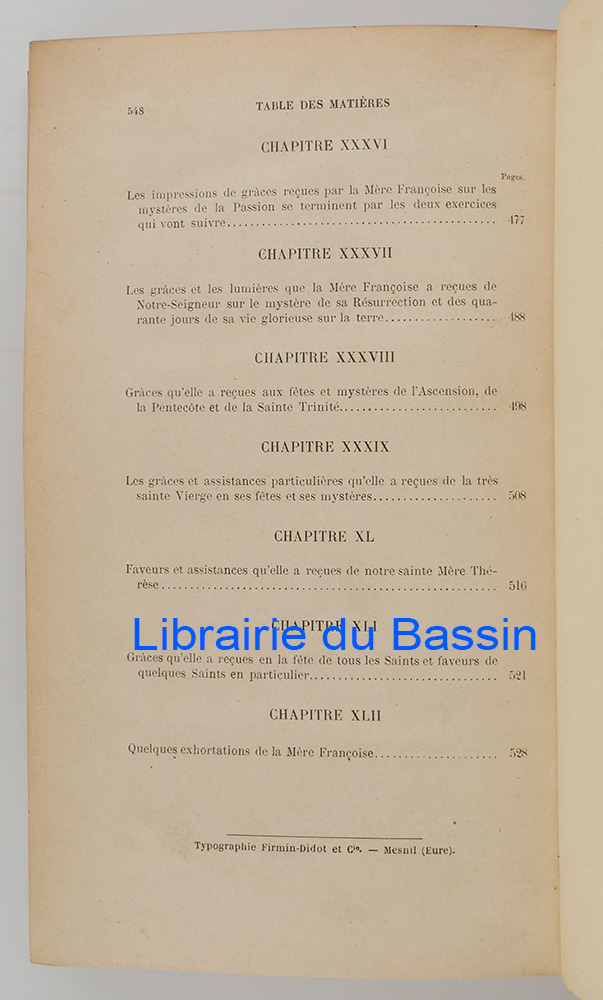 548 TABLE DES MATIÈRES
CHAPITRE XXXVI
Pages.
Les impressions de grâces reçues par la Mère Françoise sur les
mystères de la Passion se terminent par les deux exercices
qui vont suivre................................................ 477
CHAPITRE XXXVII
Les grâces et les lumières que la Mère Françoise a reçues de
Notre-Seigneur sur le mystère de sa Résurrection et des qua-
rante jours de sa vie glorieuse sur la terre.................... 488
CHAPITRE XXXVIII
Grâces qu'elle a reçues aux fêtes et mystères de l'Ascension, de
la Pentecôte et de la Sainte Trinité............................ 498
CHAPITRE XXXIX
Les grâces et assistances particulières qu'elle a reçues de la très
sainte Vierge en ses fêtes et ses mystères...................... 508
CHAPITRE XL
Faveurs et assistances qu'elle a reçues de notre sainte Mère Thé-
rèse............................................................ 516
CHAPITRE XLI
Librairie du Bassin
Grâces qu'elle a reçues en la fête de tous les Saints et faveurs de
quelques Saints en particulier.................................. 521
CHAPITRE XLII
Quelques exhortations de la Mère Françoise...................... 528
Typographie Firmin-Didot et Cie. — Mesnil (Eure).